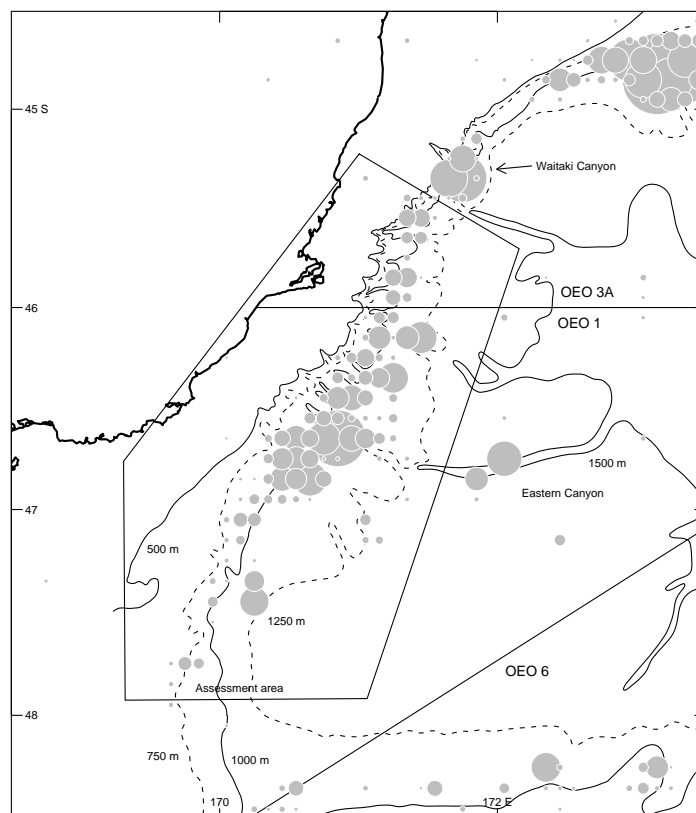 45 S
Waitaki Canyon
OEO 3A
46
OEO 1
1500 m
Eastern Canyon
47
500 m
1250 m
OEO 6
Assessment area
48
750 m
1000 m
170
172 E